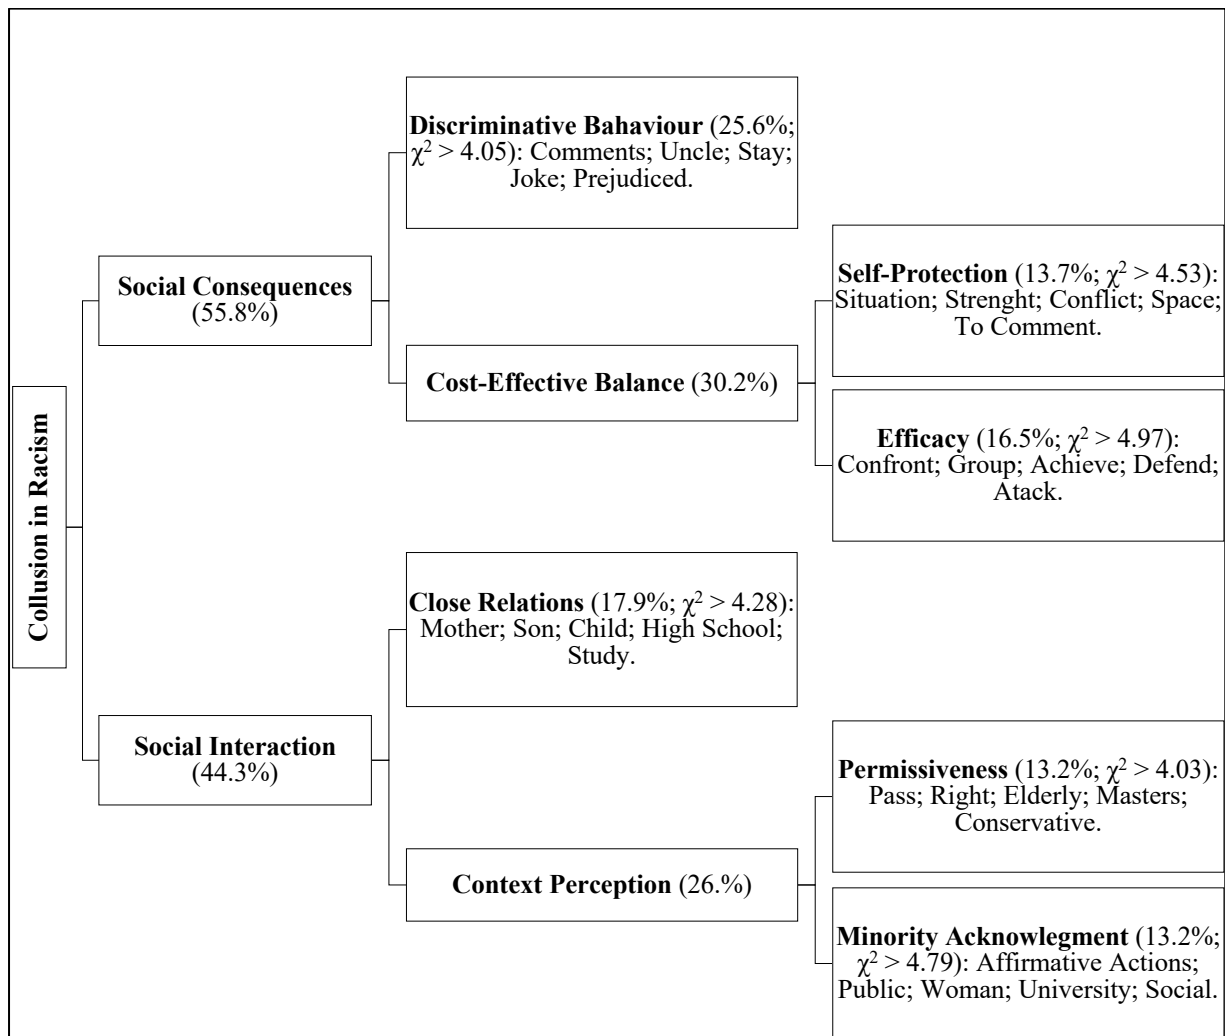 Collusion in Racism
Social Consequences
(55.8%)
Discriminative Bahaviour (25.6%;
χ² > 4.05): Comments; Uncle; Stay;
Joke; Prejudiced.
Cost-Effective Balance (30.2%)
Self-Protection (13.7%; χ² > 4.53):
Situation; Strenght; Conflict; Space;
To Comment.
Efficacy (16.5%; χ² > 4.97):
Confront; Group; Achieve; Defend;
Atack.
Social Interaction
(44.3%)
Close Relations (17.9%; χ² > 4.28):
Mother; Son; Child; High School;
Study.
Context Perception (26.%)
Permissiveness (13.2%; χ² > 4.03):
Pass; Right; Elderly; Masters;
Conservative.
Minority Acknowlegment (13.2%;
χ² > 4.79): Affirmative Actions;
Public; Woman; University; Social.